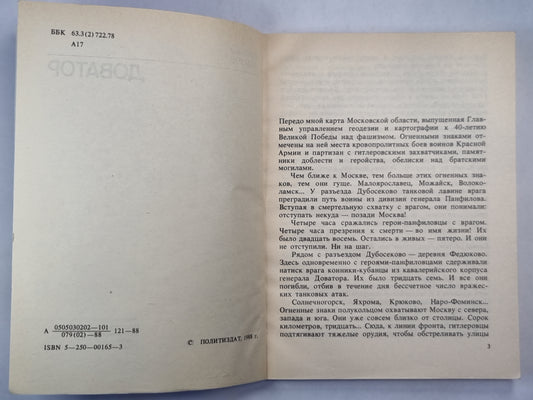 ББК 63.3(2)722.78
А17
ДОВАТОР
А 0505030202—101 121—88
079(02)—88
ISBN 5—250—00165—3
© ПОЛИТИЗДАТ, 1988 г.
Передо мной карта Московской области, выпущенная Глав-
ным управлением геодезии и картографии к 40-летию
Великой Победы над фашизмом. Огненными знаками от-
мечены на ней места кровопролитных боев воинов Красной
Армии и партизан с гитлеровскими захватчиками, памят-
ники доблести и геройства, обелиски над братскими
могилами.
Чем ближе к Москве, тем больше этих огненных зна-
ков, тем они гуще. Малоярославец, Можайск, Волоко-
ламск... У разъезда Дубосеково танковой лавине врага
преградили путь воины из дивизии генерала Панфилова.
Вступая в смертельную схватку с врагом, они понимали:
отступать некуда — позади Москва!
Четыре часа сражались герои-панфиловцы с врагом.
Четыре часа презрения к смерти — во имя жизни! Их
было двадцать восемь. Остались в живых — пятеро. И они
не отступили. Ни на шаг.
Рядом с разъездом Дубосеково — деревня Федюково.
Здесь одновременно с героями-панфиловцами сдерживали
натиск врага конники-кубанцы из кавалерийского корпуса
генерала Доватора. Их было тридцать семь. И все они
погибли, отбив в течение дня бессчетное число враже-
ских танковых атак.
Солнечногорск, Яхрома, Крюково, Наро-Фоминск...
Огненные знаки полукольцом охватывают Москву с севера,
запада и юга. Они уже совсем близко от столицы. Сорок
километров, тридцать... Сюда, к линии фронта, гитлеровцы
подтягивают тяжелые орудия, чтобы обстреливать улицы
3